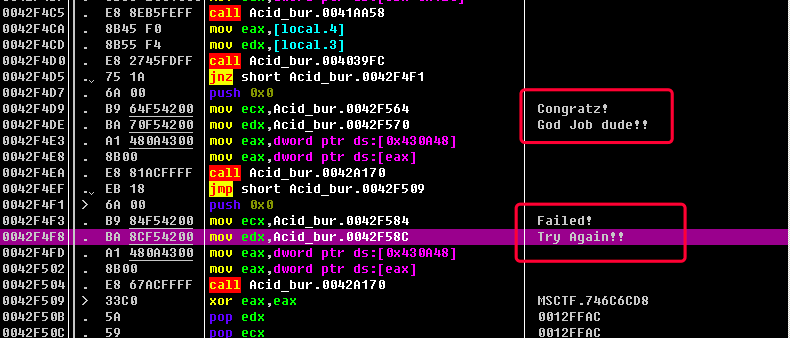 0042F4C5 . E8 8EB5FEFF call Acid_bur.0041AA58
0042F4CA . 8B45 F0 mov eax,[local.4]
0042F4CD . 8B55 F4 mov edx,[local.3]
0042F4D0 . E8 2745FDFF call Acid_bur.004039FC
0042F4D5 .⌄ 75 1A jnz short Acid_bur.0042F4F1
0042F4D7 . 6A 00 push 0x0
0042F4D9 . B9 64F54200 mov ecx,Acid_bur.0042F564 Congratz!
0042F4DE . BA 70F54200 mov edx,Acid_bur.0042F570 God Job dude!!
0042F4E3 . A1 480A4300 mov eax,dword ptr ds:[0x430A48]
0042F4E8 . 8B00 mov eax,dword ptr ds:[eax]
0042F4EA . E8 81ACFFFF call Acid_bur.0042A170
0042F4EF .⌄ EB 18 jmp short Acid_bur.0042F509
0042F4F1 > 6A 00 push 0x0
0042F4F3 . B9 84F54200 mov ecx,Acid_bur.0042F584 Failed!
0042F4F8 . BA 8CF54200 mov edx,Acid_bur.0042F58C Try Again!!
0042F4FD . A1 480A4300 mov eax,dword ptr ds:[0x430A48]
0042F502 . 8B00 mov eax,dword ptr ds:[eax]
0042F504 . E8 67ACFFFF call Acid_bur.0042A170
0042F509 > 33C0 xor eax,eax MSCTF.746C6CD8
0042F50B . 5A pop edx 0012FFAC
0042F50C . 59 pop ecx 0012FFAC